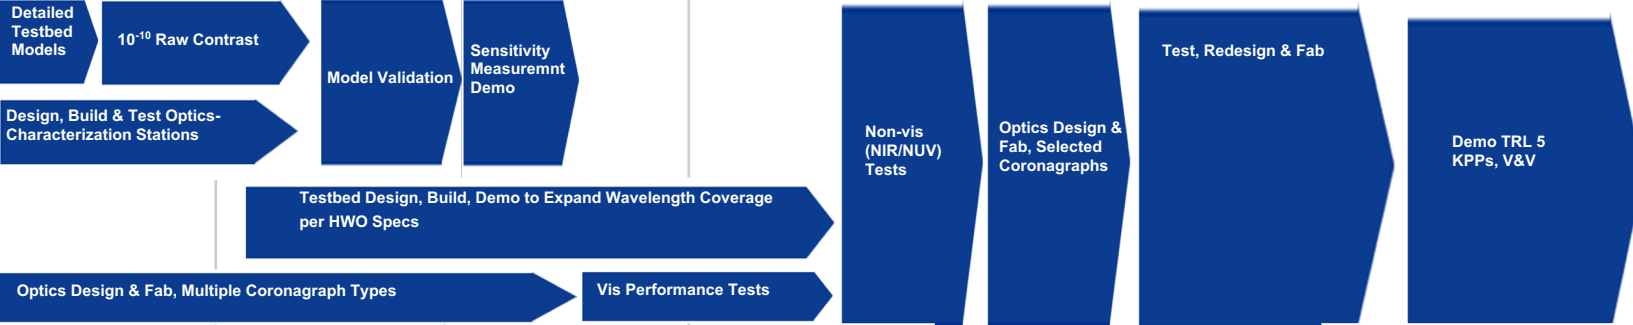 Detailed
Testbed
Models
10-10 Raw Contrast
Model Validation
Sensitivity
Measuremnt
Demo
Design, Build & Test Optics-
Characterization Stations
Testbed Design, Build, Demo to Expand Wavelength Coverage
per HWO Specs
Optics Design & Fab, Multiple Coronagraph Types
Vis Performance Tests
Non-vis
(NIR/NUV)
Tests
Optics Design &
Fab, Selected
Coronagraphs
Test, Redesign & Fab
Demo TRL 5
KPPs, V&V